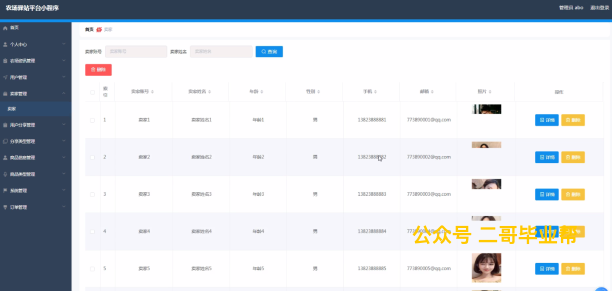 农场驿站平台小程序
管理员 abo 退出登录
首页
个人中心
农场资讯管理
用户管理
卖家管理
卖家
用户分享管理
分享类型管理
商品信息管理
商品类型管理
系统管理
订单管理
首页 卖家
卖家账号 卖家账号 卖家姓名 卖家姓名 查询
删除
索引 卖家账号 卖家姓名 年龄 性别 手机 邮箱 照片 操作
1 卖家1 卖家姓名1 年龄1 男 13823888881 773890001@qq.com 详情 删除
2 卖家2 卖家姓名2 年龄2 男 13823888882 773890002@qq.com 详情 删除
3 卖家3 卖家姓名3 年龄3 男 13823888883 773890003@qq.com 详情 删除
4 卖家4 卖家姓名4 年龄4 男 13823888884 773890004@qq.com
5 卖家5 卖家姓名5 年龄5 男 13823888885 773890005@qq.com 详情 删除
公众号 二哥毕业帮